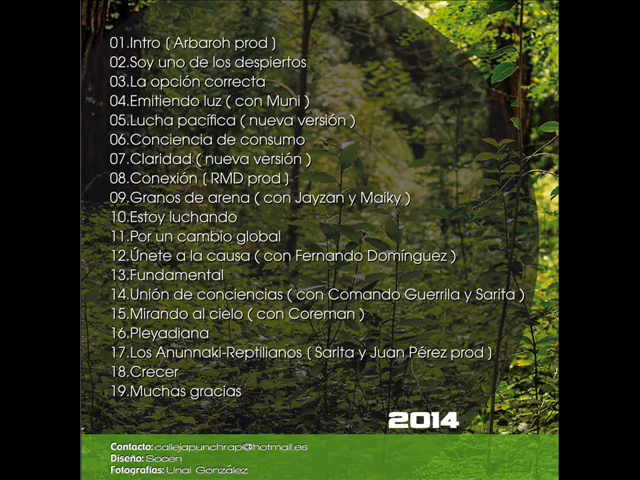 01.Intro [ Arbaroh prod ]
02.Soy uno de los despiertos
03.La opción correcta
04.Emitiendo luz ( con Muni )
05.Lucha pacífica ( nueva versión )
06.Conciencia de consumo
07.Claridad ( nueva versión )
08.Conexión [ RMD prod ]
09.Granos de arena ( con Jayzan y Maiky )
10.Estoy luchando
11.Por un cambio global
12.Únete a la causa ( con Fernando Domínguez )
13.Fundamental
14.Unión de conciencias ( con Comando Guerrila y Sarita )
15.Mirando al cielo ( con Coreman )
16.Pleyadiana
17.Los Anunnaki-Reptilianos [ Sarita y Juan Pérez prod ]
18.Crecer
19.Muchas gracias
2014
Contacto: callejapunchrap@hotmail.es
Diseño: Socen
Fotografías: Unai González